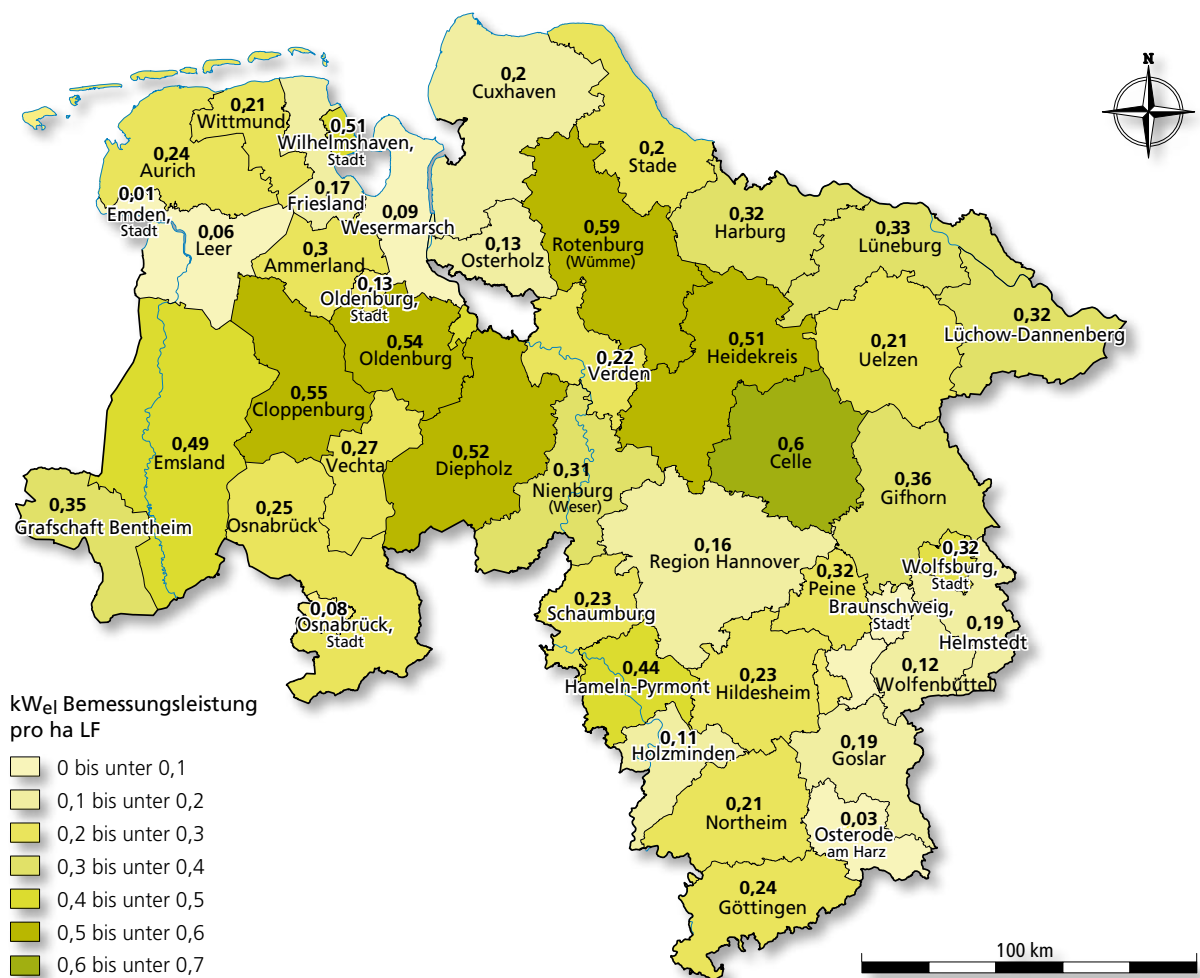 N
0,2
Cuxhaven
0,21
Wittmund
0,51
Wilhelmshaven,
Stadt
0,24
Aurich
0,2
Stade
0,01
Emden,
Stadt
0,17
Friesland
0,09
Wesermarsch
0,06
Leer
0,3
Ammerland
0,13
Osterholz
0,59
Rotenburg
(Wümme)
0,32
Harburg
0,33
Lüneburg
0,13
Oldenburg,
Stadt
0,54
Oldenburg
0,22
Verden
0,51
Heidekreis
0,21
Uelzen
0,32
Lüchow-Dannenberg
0,55
Cloppenburg
0,49
Emsland
0,27
Vechta
0,52
Diepholz
0,31
Nienburg
(Weser)
0,6
Celle
0,36
Gifhorn
0,35
Grafschaft Bentheim
0,25
Osnabrück
0,16
Region Hannover
0,32
Peine
0,32
Wolfsburg,
Stadt
0,08
Osnabrück,
Stadt
0,23
Schaumburg
Braunschweig,
Stadt
0,19
Helmstedt
0,44
Hameln-Pyrmont
0,23
Hildesheim
0,12
Wolfenbüttel
0,11
Holzminden
0,19
Goslar
0,21
Northeim
0,03
Osterode
am Harz
0,24
Göttingen
kWel Bemessungsleistung
pro ha LF
0 bis unter 0,1
0,1 bis unter 0,2
0,2 bis unter 0,3
0,3 bis unter 0,4
0,4 bis unter 0,5
0,5 bis unter 0,6
0,6 bis unter 0,7
100 km